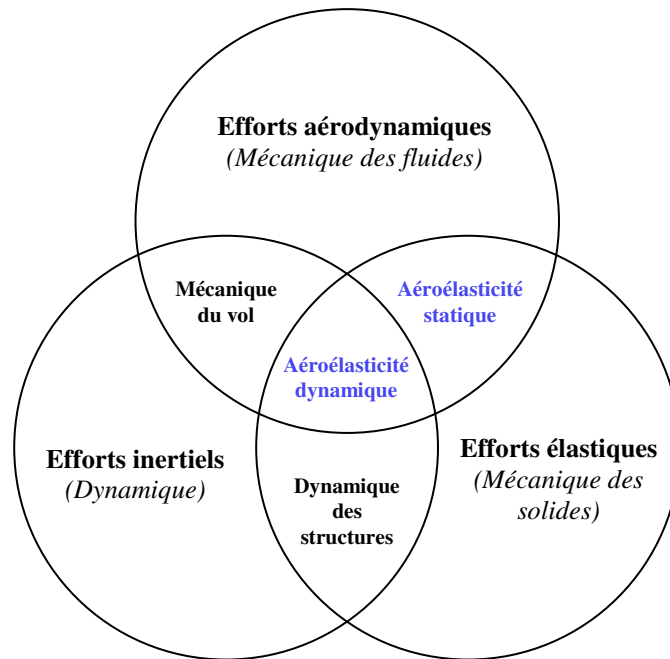 Efforts aérodynamiques
(Mécanique des fluides)
Mécanique
du vol
Aéroélasticité
statique
Aéroélasticité
dynamique
Efforts inertiels
(Dynamique)
Efforts élastiques
(Mécanique des
solides)
Dynamique
des
structures